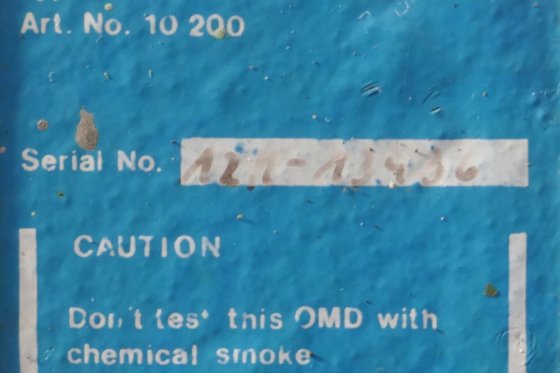 Art. No. 10 200
Serial No.
CAUTION
Don't test this OMD with
chemical smoke